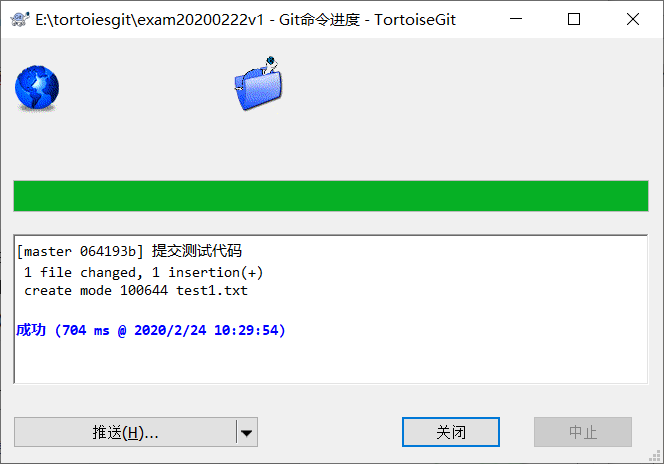 E:\tortoiesgit\exam20200222v1 - Git命令进度 - TortoiseGit
[master 064193b] 提交测试代码
 1 file changed, 1 insertion(+)
 create mode 100644 test1.txt
成功 (704 ms @ 2020/2/24 10:29:54)
推送(H)... 关闭 中止